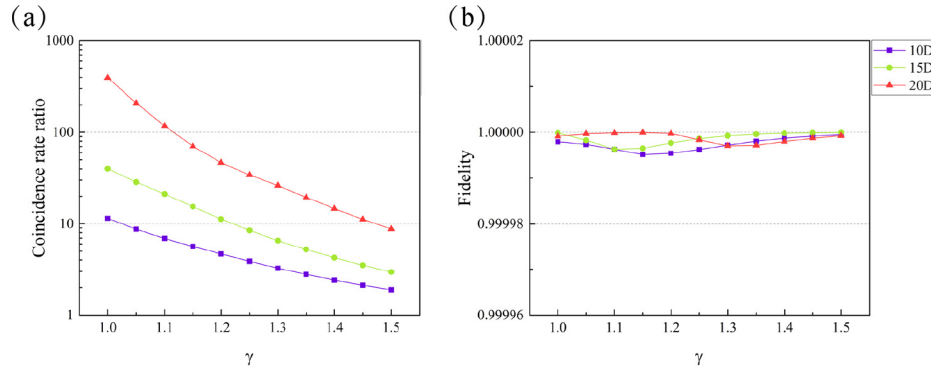 (a)
Coincidence rate ratio
1000
100
10
1
1.0 1.1 1.2 1.3 1.4 1.5
γ
(b)
Fidelity
1.00002
1.00000
0.99998
0.99996
1.0 1.1 1.2 1.3 1.4 1.5
γ
10D
15D
20D